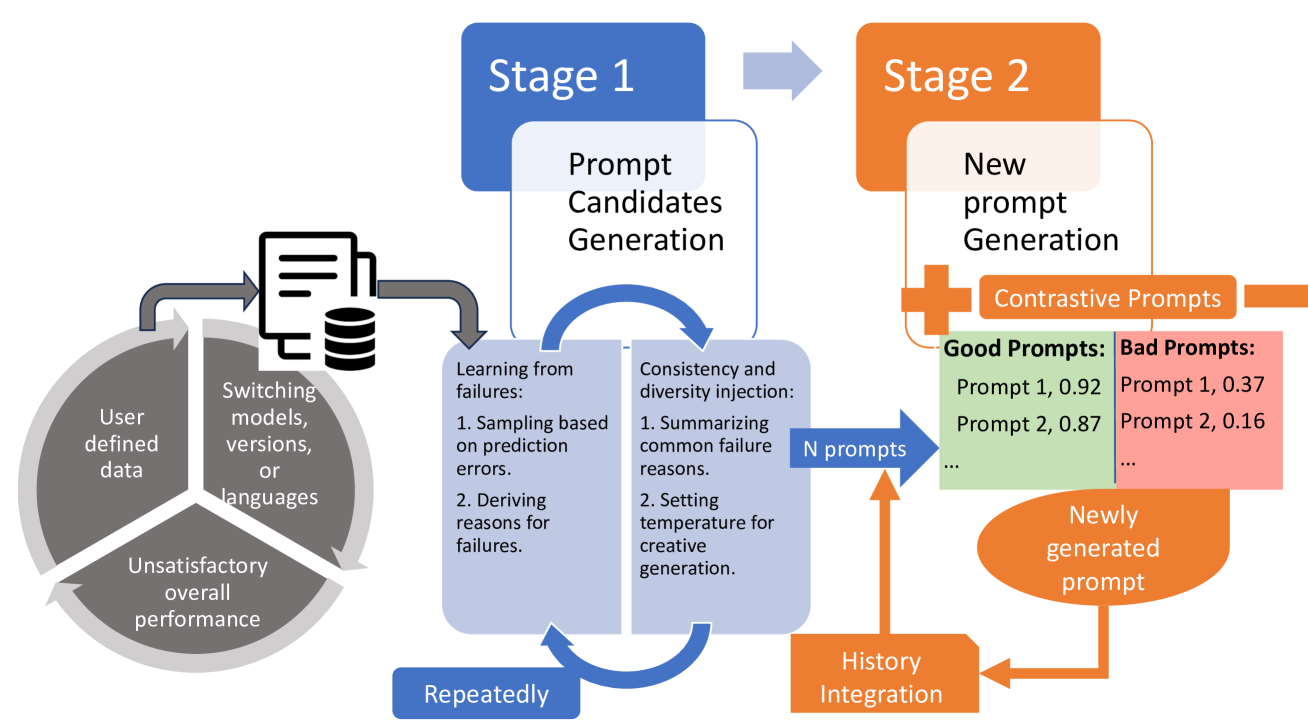 Stage 1
Stage 2
Prompt
Candidates
Generation
New
prompt
Generation
User
defined
data
Switching
models,
versions,
or
languages
Unsatisfactory
overall
performance
Learning from
failures:
1. Sampling based
on prediction
errors.
2. Deriving
reasons for
failures.
Consistency and
diversity injection:
1. Summarizing
common failure
reasons.
2. Setting
temperature for
creative
generation.
Repeatedly
N prompts
Contrastive Prompts
Good Prompts:
Prompt 1, 0.92
Prompt 2, 0.87
...
Bad Prompts:
Prompt 1, 0.37
Prompt 2, 0.16
...
Newly
generated
prompt
History
Integration